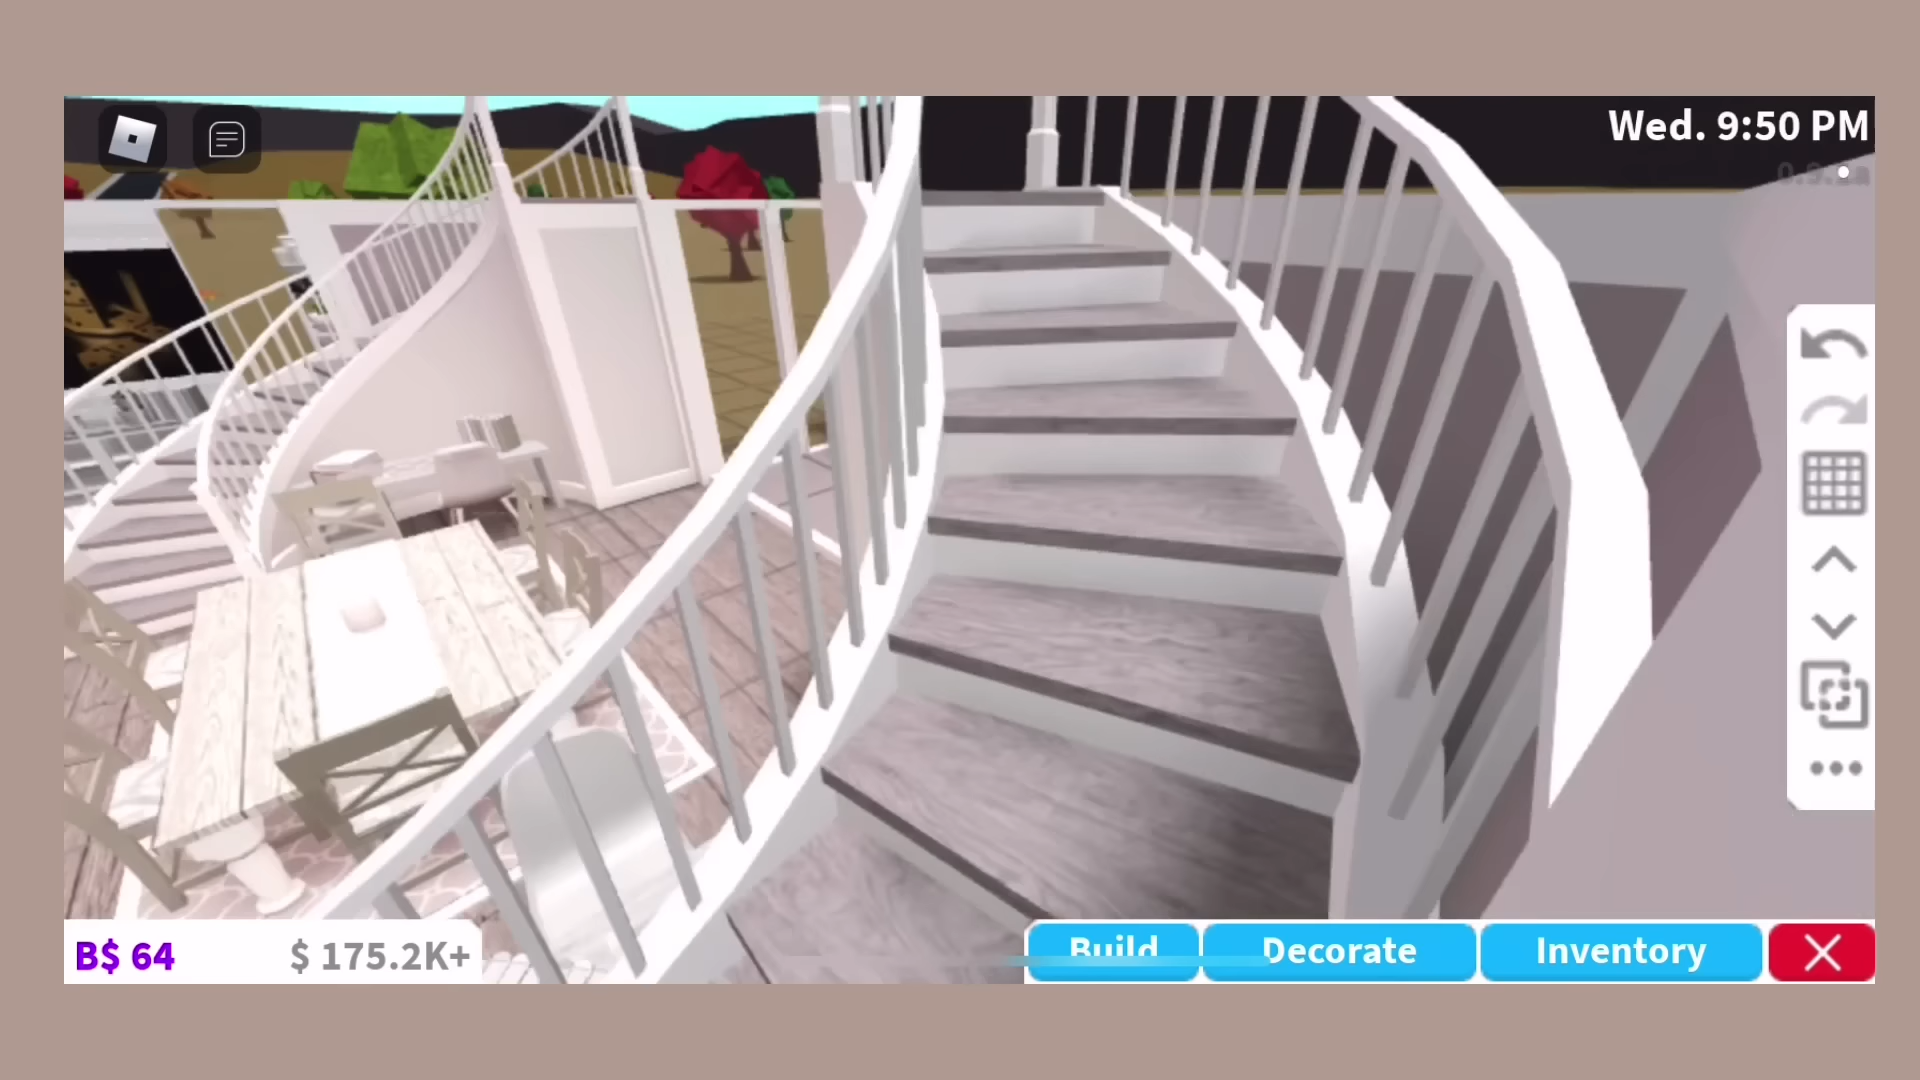 Wed. 9:50 PM
B$ 64
$ 175.2K+
Build
Decorate
Inventory